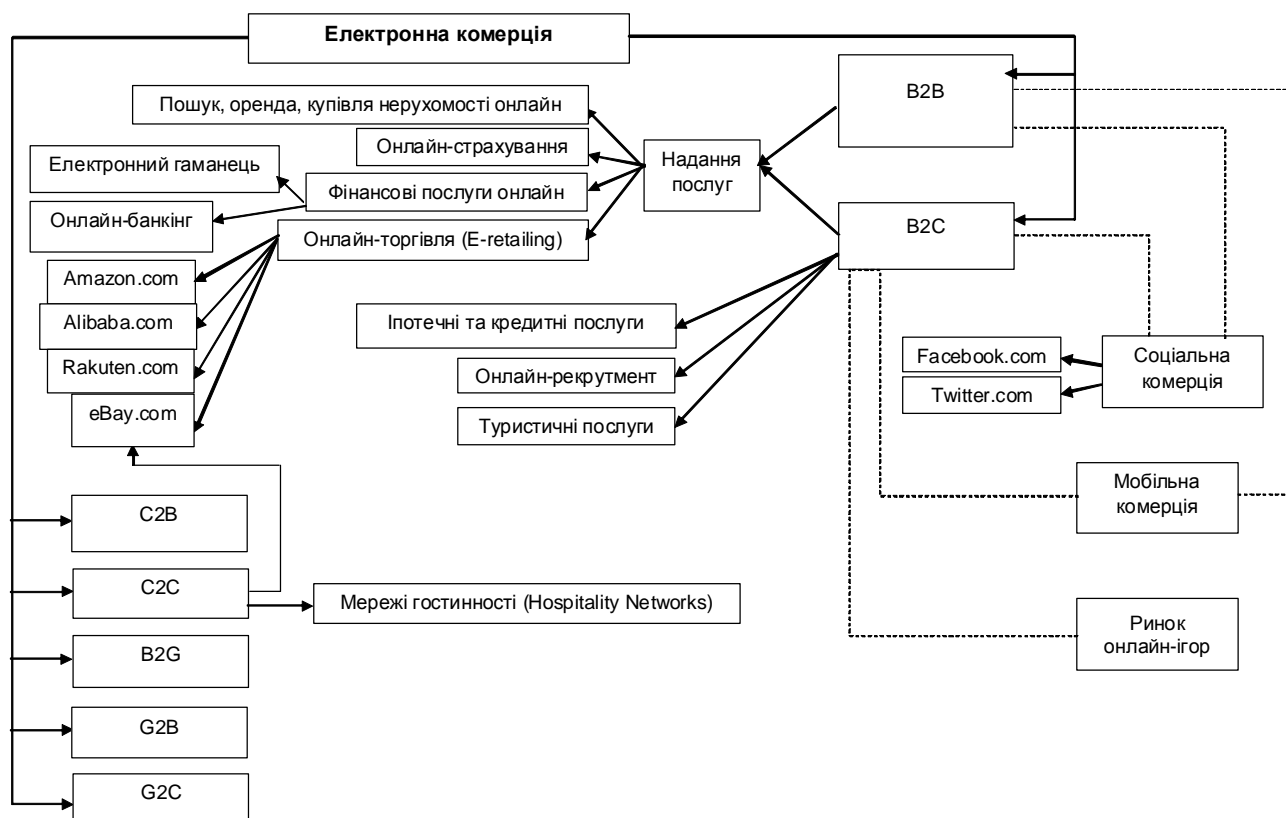 Електронна комерція
B2B
Пошук, оренда, купівля нерухомості онлайн
Онлайн-страхування
Електронний гаманець
Надання
послуг
Фінансові послуги онлайн
Онлайн-банкінг
B2C
Онлайн-торгівля (E-retailing)
Amazon.com
Alibaba.com
Іпотечні та кредитні послуги
Rakuten.com
Facebook.com
Соціальна
комерція
Онлайн-рекрутмент
Twitter.com
eBay.com
Туристичні послуги
Мобільна
комерція
C2B
C2C
Мережі гостинності (Hospitality Networks)
Ринок
онлайн-ігор
B2G
G2B
G2C